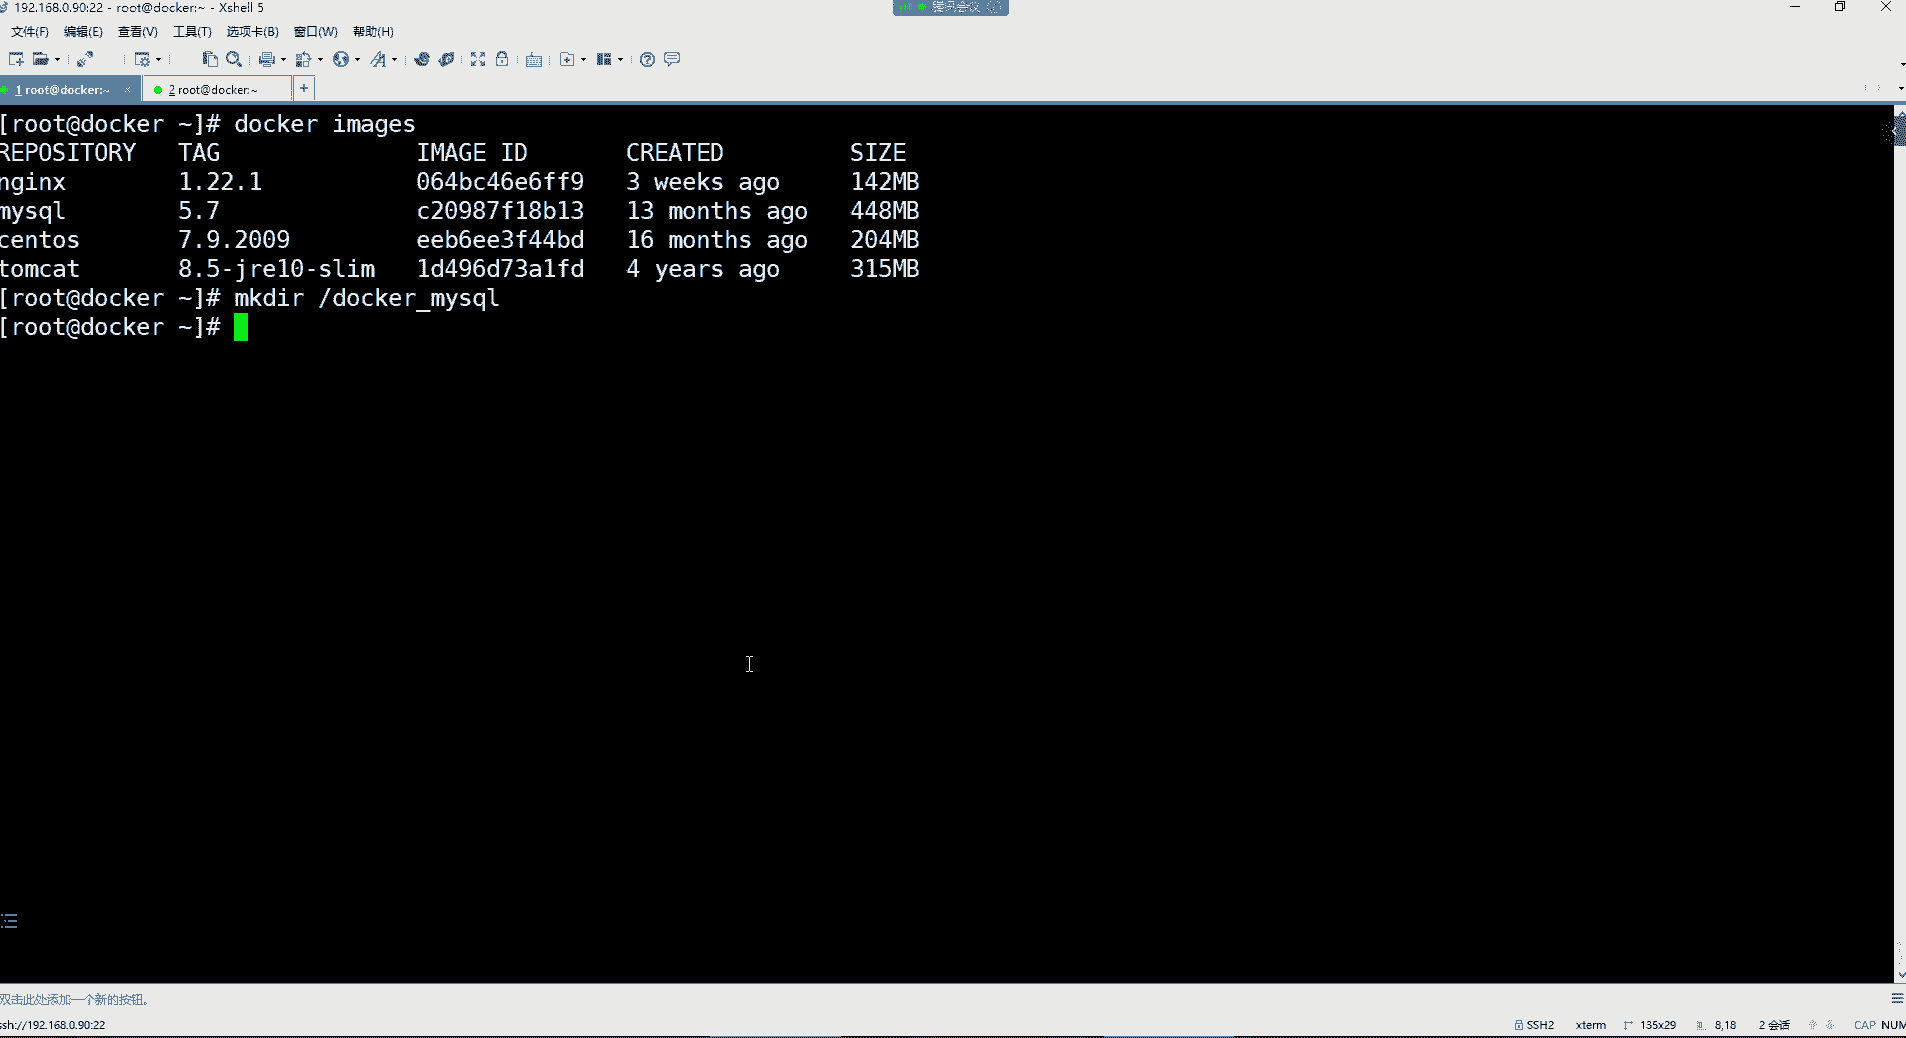 192.168.0.90:22 - root@docker:~ - Xshell 5
腾讯会议
文件(F) 编辑(E) 查看(V) 工具(T) 选项卡(B) 窗口(W) 帮助(H)
1 root@docker:~ × 2 root@docker:~ +
[root@docker ~]# docker images
REPOSITORY TAG IMAGE ID CREATED SIZE
nginx 1.22.1 064bc46e6ff9 3 weeks ago 142MB
mysql 5.7 c20987f18b13 13 months ago 448MB
centos 7.9.2009 eeb6ee3f44bd 16 months ago 204MB
tomcat 8.5-jre10-slim 1d496d73a1fd 4 years ago 315MB
[root@docker ~]# mkdir /docker_mysql
[root@docker ~]#
双击此处添加一个新的按钮。
ssh://192.168.0.90:22 SSH2 xterm 135x29 8,18 2 会话 CAP NUM